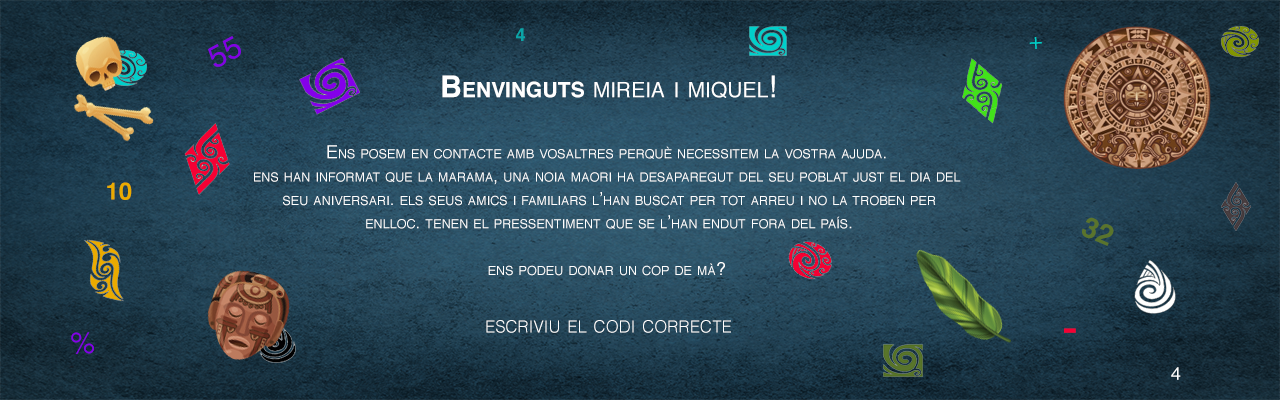 4
+
55
BENVINGUTS MIREIA I MIQUEL!
ENS POSEM EN CONTACTE AMB VOSALTRES PERQUÈ NECESSITEM LA VOSTRA AJUDA.
ENS HAN INFORMAT QUE LA MARAMA, UNA NOIA MAORI HA DESAPAREGUT DEL SEU POBLAT JUST EL DIA DEL
10
SEU ANIVERSARI. ELS SEUS AMICS I FAMILIARS L'HAN BUSCAT PER TOT ARREU I NO LA TROBEN PER
ENLLOC. TENEN EL PRESSENTIMENT QUE SE L'HAN ENDUT FORA DEL PAÍS.
32
ENS PODEU DONAR UN COP DE MÀ?
ESCRIVIU EL CODI CORRECTE
-
%
4